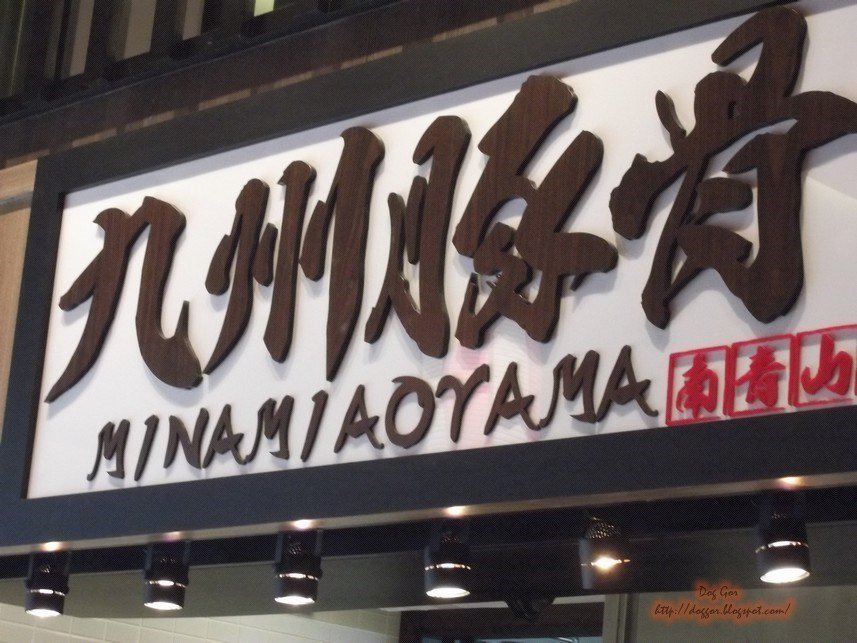 九州豚骨
MINAMIAOYAMA
南青山
Dog Gor
http://doggor.blogspot.com/